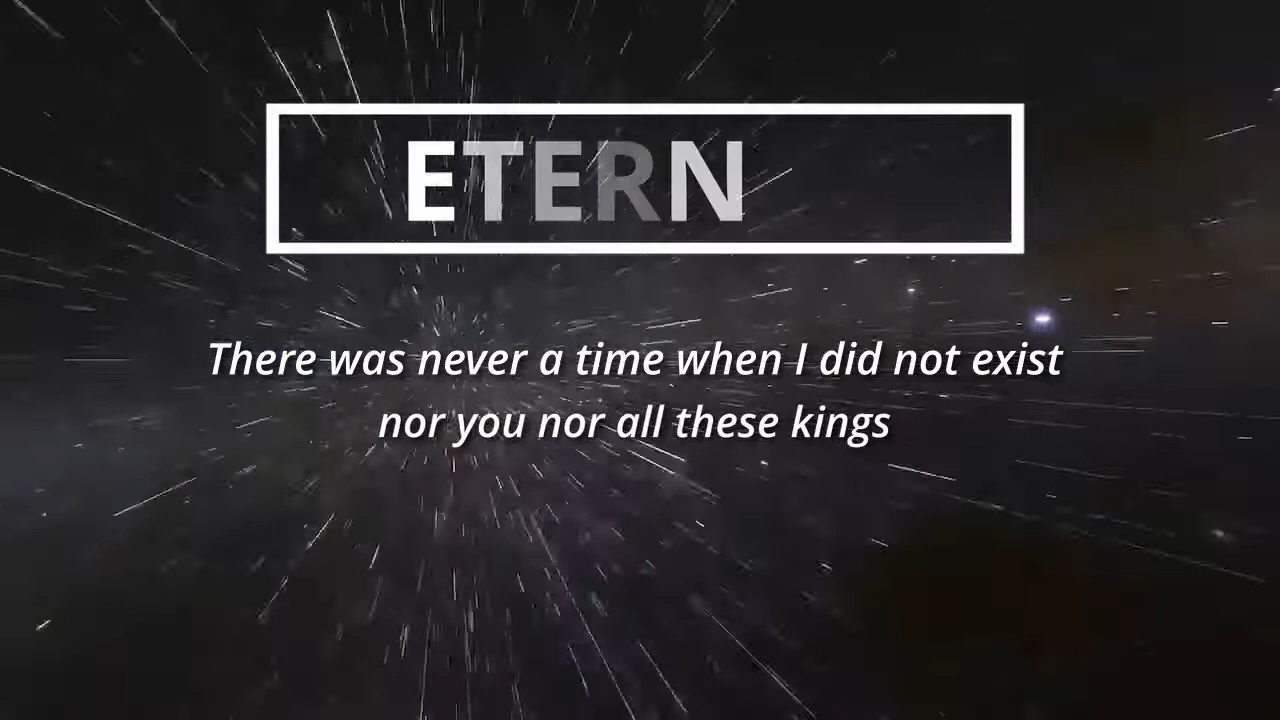 ETERN
There was never a time when I did not exist
nor you nor all these kings